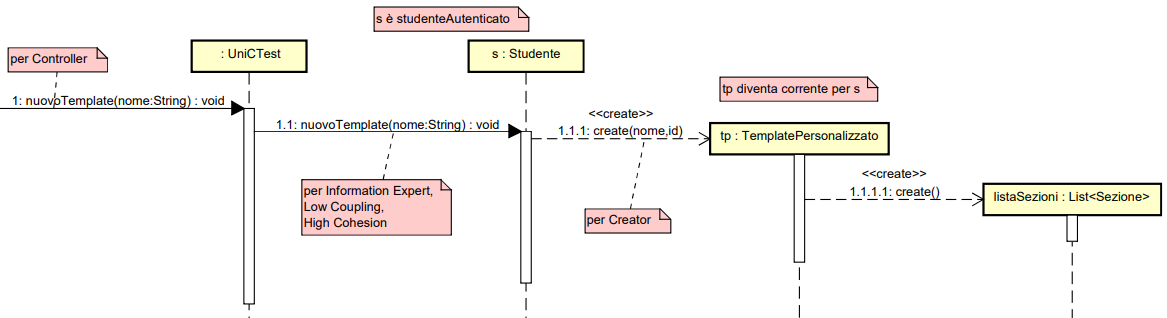 s è studenteAutenticato
per Controller
: UniCTest
s : Studente
tp diventa corrente per s
1: nuovoTemplate(nome:String) : void
<<create>>
1.1: nuovoTemplate(nome:String) : void
1.1.1: create(nome,id)
tp : TemplatePersonalizzato
<<create>>
1.1.1.1: create()
listaSezioni : List<Sezione>
per Information Expert,
Low Coupling,
High Cohesion
per Creator